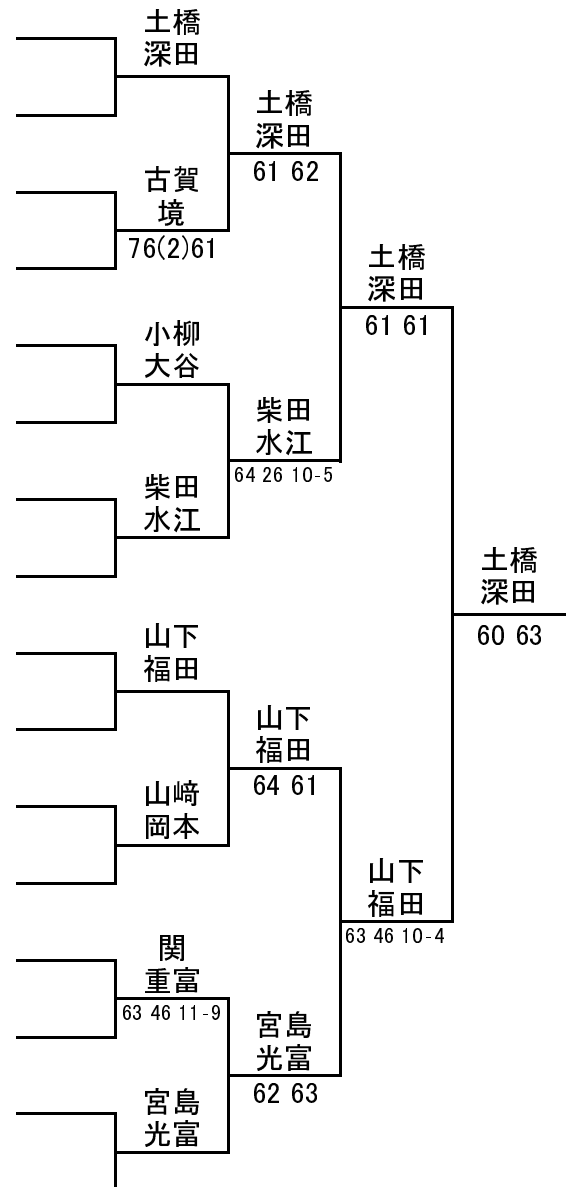 土橋
深田
土橋
深田
61 62
古賀
境
76(2)61
土橋
深田
61 61
小柳
大谷
柴田
水江
64 26 10-5
柴田
水江
土橋
深田
60 63
山下
福田
山下
福田
64 61
山﨑
岡本
山下
福田
63 46 10-4
関
重富
63 46 11-9
宮島
光富
62 63
宮島
光富